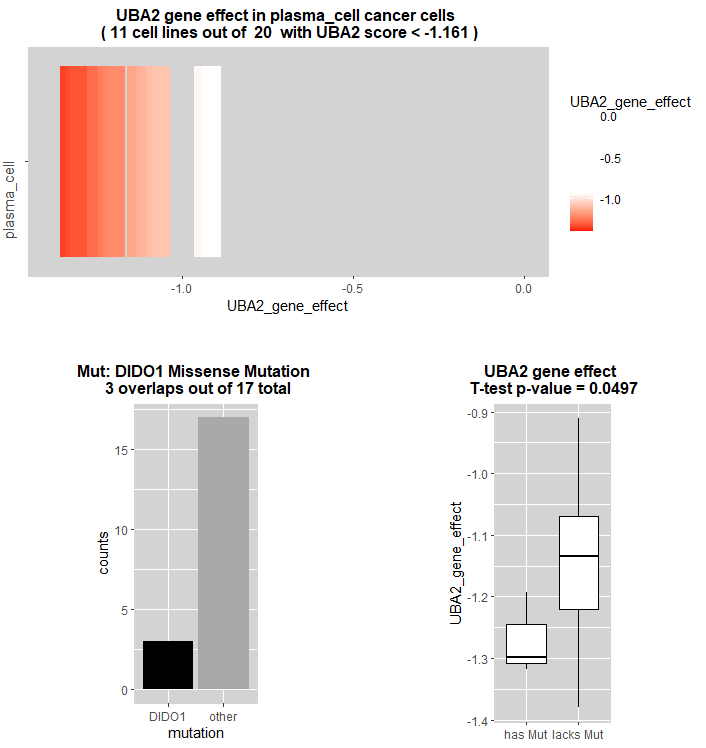 UBA2 gene effect in plasma_cell cancer cells
( 11 cell lines out of  20  with UBA2 score < -1.161 )
plasma_cell
-1.0
-0.5
0.0
UBA2_gene_effect
UBA2_gene_effect
0.0
-0.5
-1.0
Mut: DIDO1 Missense Mutation
3 overlaps out of 17 total
counts
15
10
5
0
DIDO1
other
mutation
UBA2 gene effect
T-test p-value = 0.0497
UBA2_gene_effect
-0.9
-1.0
-1.1
-1.2
-1.3
-1.4
has Mut
lacks Mut